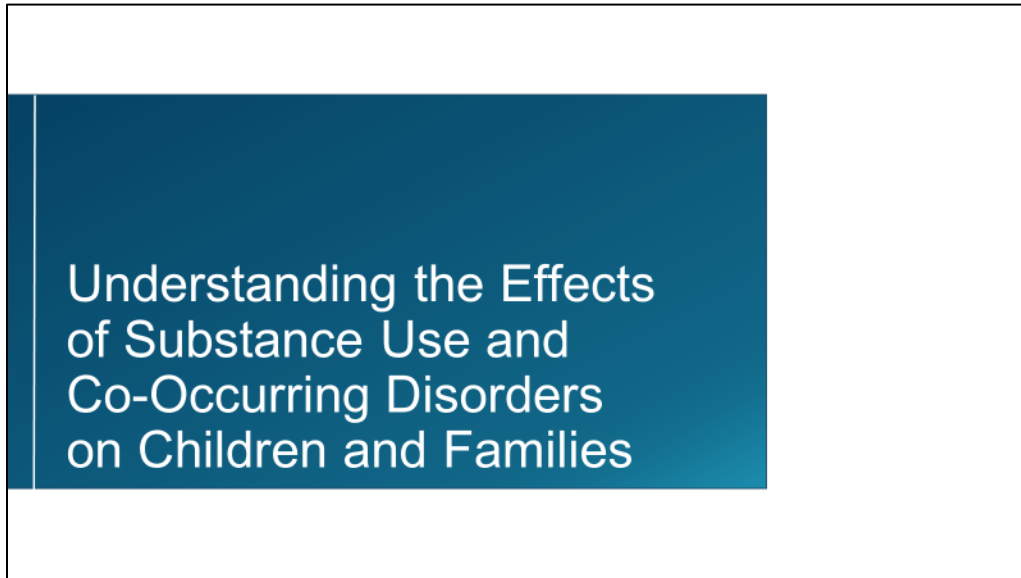 Understanding the Effects
of Substance Use and
Co-Occurring Disorders
on Children and Families